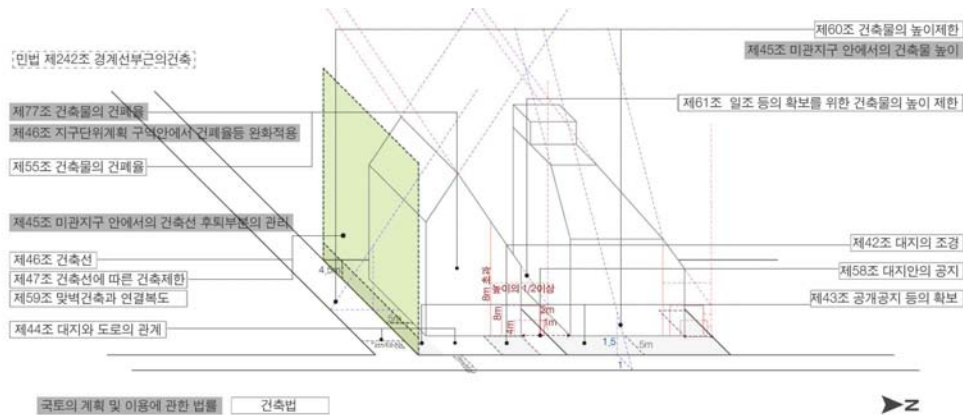 민법 제242조 경계선부근의건축
제77조 건축물의 건폐율
제46조 지구단위계획 구역안에서 건폐율등 완화적용
제55조 건축물의 건폐율
제45조 미관지구 안에서의 건축선 후퇴부분의 관리
제46조 건축선
제47조 건축선에 따른 건축제한
제59조 맞벽건축과 연결복도
제44조 대지와 도로의 관계
제60조 건축물의 높이제한
제45조 미관지구 안에서의 건축물 높이
제61조 일조 등의 확보를 위한 건축물의 높이 제한
제42조 대지의 조경
제58조 대지안의 공지
제43조 공개공지 등의 확보
4.5m
8m 초과
높이의 1/2이상
8m
4m
2m
1m
1.5
1
5m
국토의 계획 및 이용에 관한 법률
건축법
N